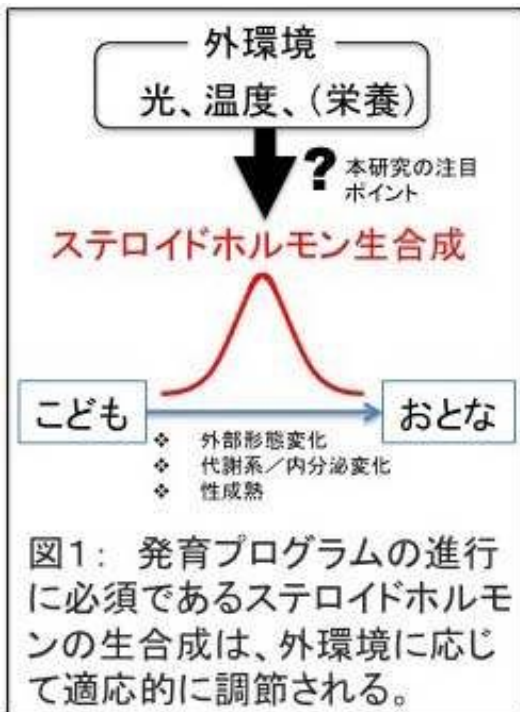 外環境
光、温度、(栄養)
? 本研究の注目
ポイント
ステロイドホルモン生合成
こども
おとな
❖ 外部形態変化
❖ 代謝系/内分泌変化
❖ 性成熟
図1: 発育プログラムの進行
に必須であるステロイドホルモ
ンの生合成は、外環境に応じ
て適応的に調節される。